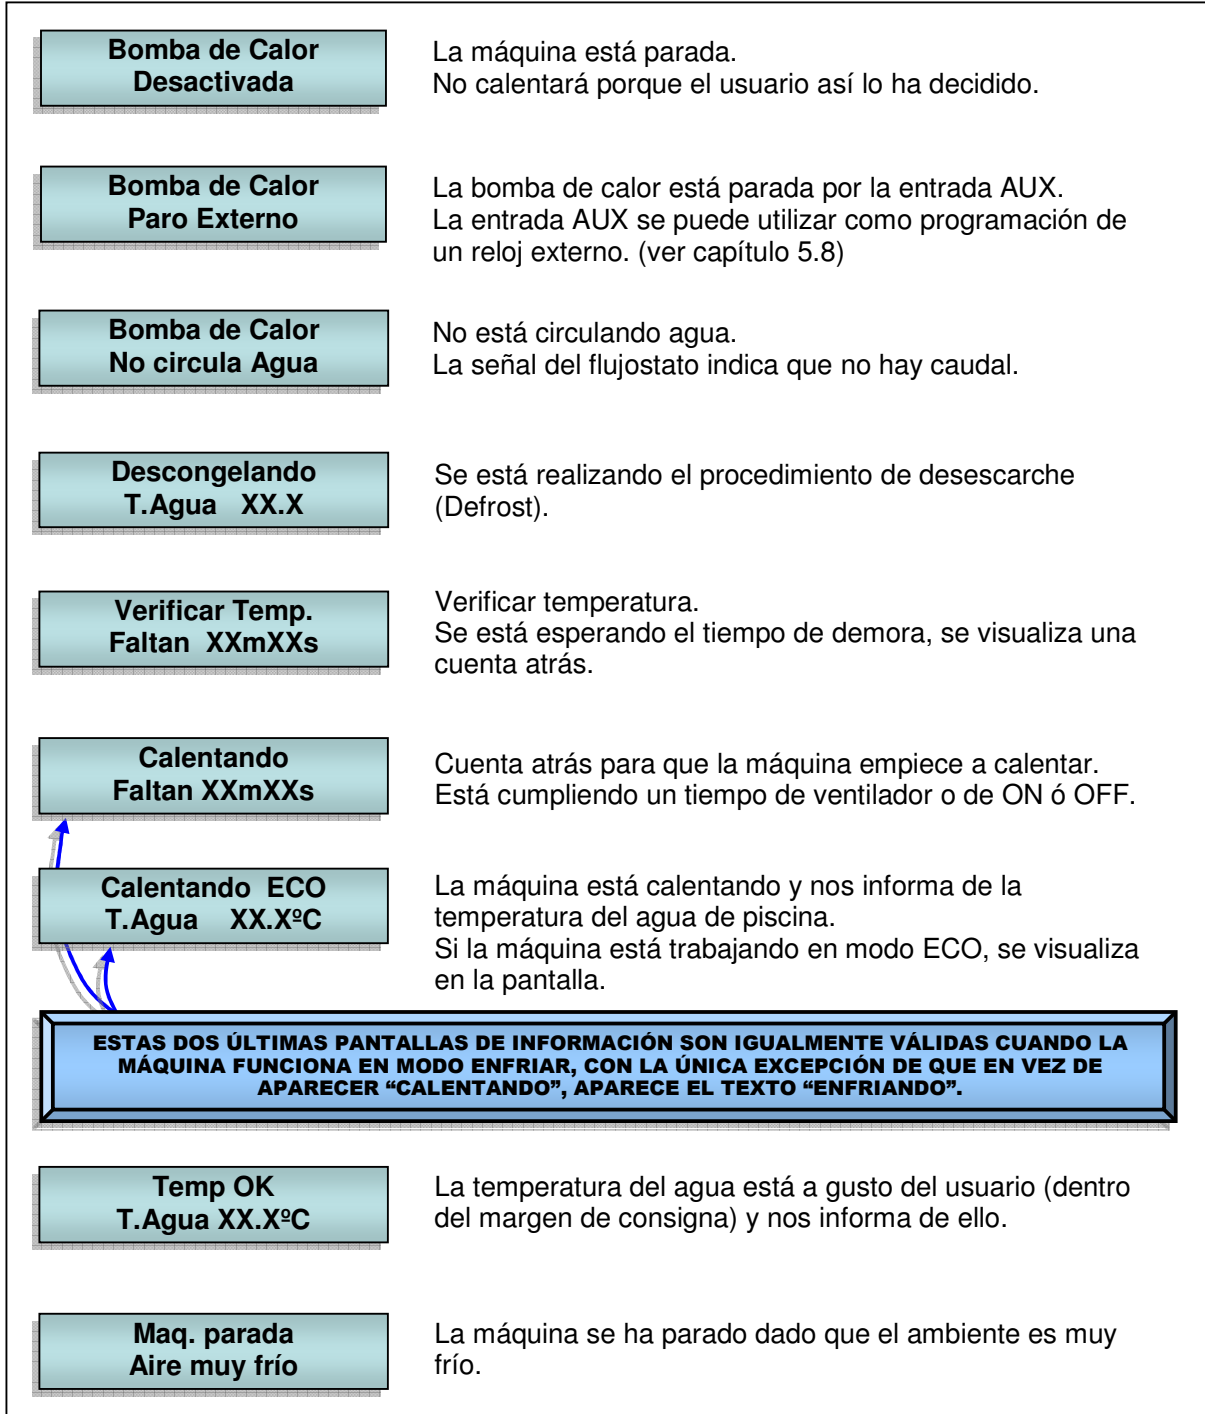 Bomba de Calor
Desactivada
La máquina está parada.
No calentará porque el usuario así lo ha decidido.
Bomba de Calor
Paro Externo
La bomba de calor está parada por la entrada AUX.
La entrada AUX se puede utilizar como programación de
un reloj externo. (ver capítulo 5.8)
Bomba de Calor
No circula Agua
No está circulando agua.
La señal del flujostato indica que no hay caudal.
Descongelando
T.Agua XX.X
Se está realizando el procedimiento de desescarche
(Defrost).
Verificar Temp.
Faltan XXmXXs
Verificar temperatura.
Se está esperando el tiempo de demora, se visualiza una
cuenta atrás.
Calentando
Faltan XXmXXs
Cuenta atrás para que la máquina empiece a calentar.
Está cumpliendo un tiempo de ventilador o de ON ó OFF.
Calentando ECO
T.Agua XX.XºC
La máquina está calentando y nos informa de la
temperatura del agua de piscina.
Si la máquina está trabajando en modo ECO, se visualiza
en la pantalla.
ESTAS DOS ÚLTIMAS PANTALLAS DE INFORMACIÓN SON IGUALMENTE VÁLIDAS CUANDO LA
MÁQUINA FUNCIONA EN MODO ENFRIAR, CON LA ÚNICA EXCEPCIÓN DE QUE EN VEZ DE
APARECER “CALENTANDO”, APARECE EL TEXTO “ENFRIANDO”.
Temp OK
T.Agua XX.XºC
La temperatura del agua está a gusto del usuario (dentro
del margen de consigna) y nos informa de ello.
Maq. parada
Aire muy frío
La máquina se ha parado dado que el ambiente es muy
frío.